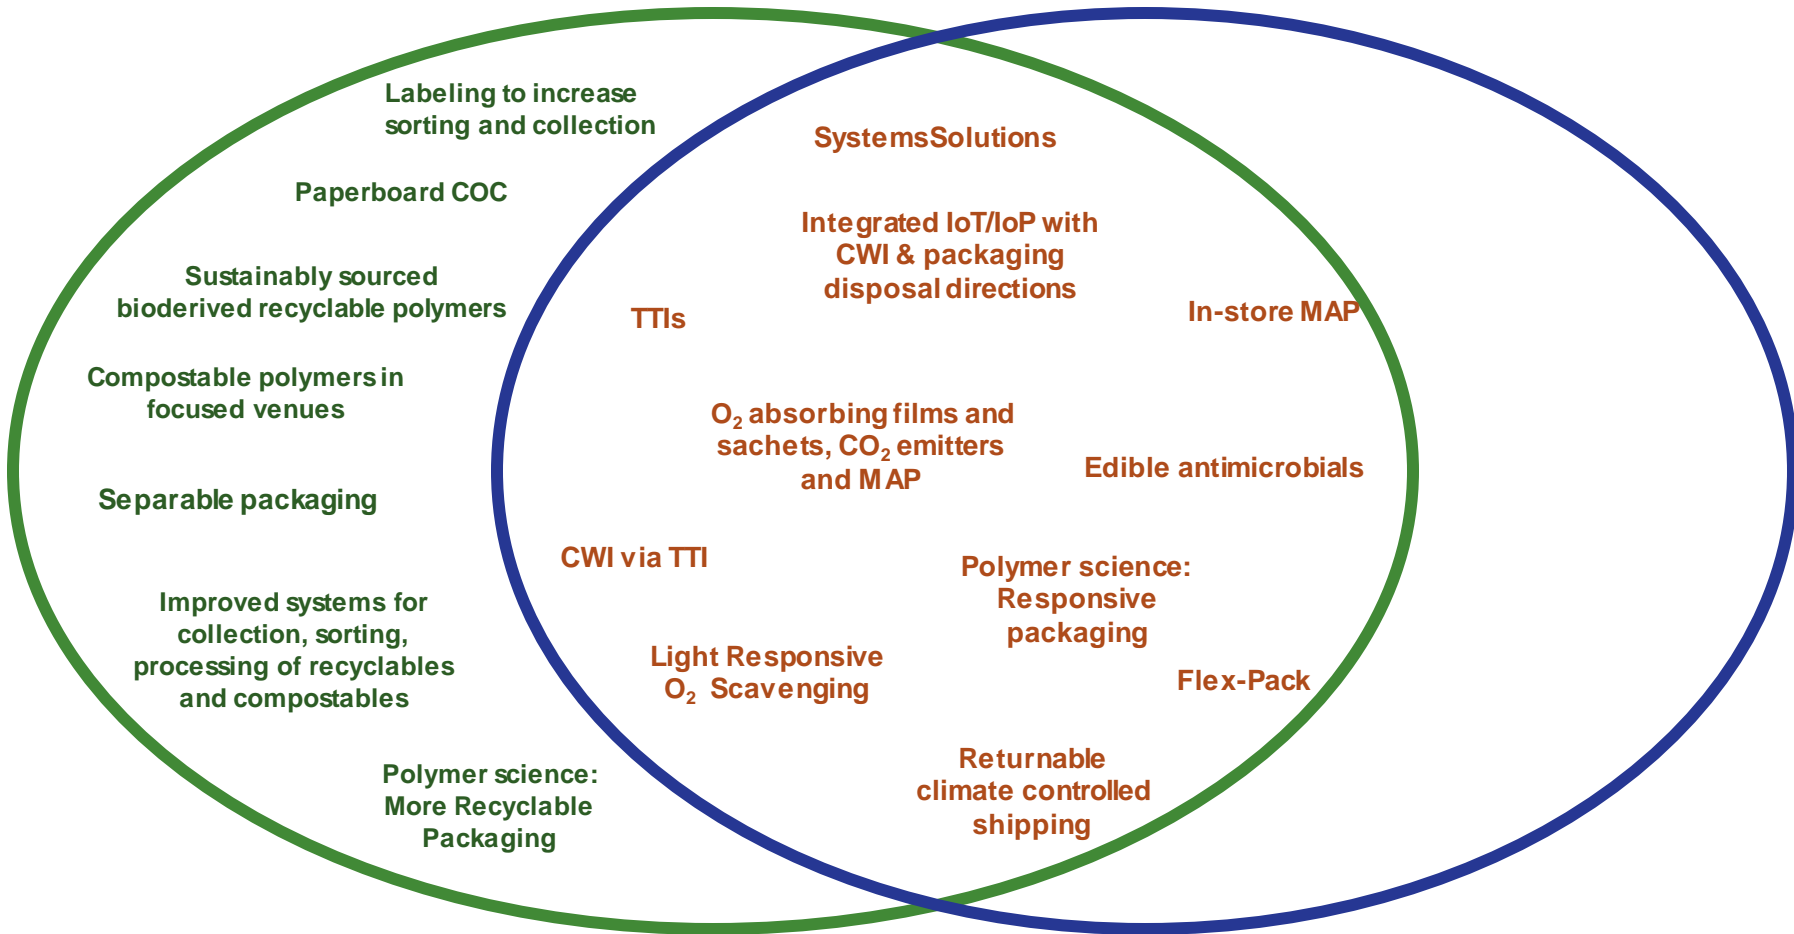 Labeling to increase
sorting and collection
Paperboard COC
Sustainably sourced
bioderived recyclable polymers
Compostable polymers in
focused venues
Separable packaging
Improved systems for
collection, sorting,
processing of recyclables
and compostables
Polymer science:
More Recyclable
Packaging
SystemsSolutions
Integrated IoT/IoP with
CWI & packaging
disposal directions
TTIs
In-store MAP
O₂ absorbing films and
sachets, CO₂ emitters
and MAP
Edible antimicrobials
CWI via TTI
Polymer science:
Responsive
packaging
Light Responsive
O₂ Scavenging
Flex-Pack
Returnable
climate controlled
shipping